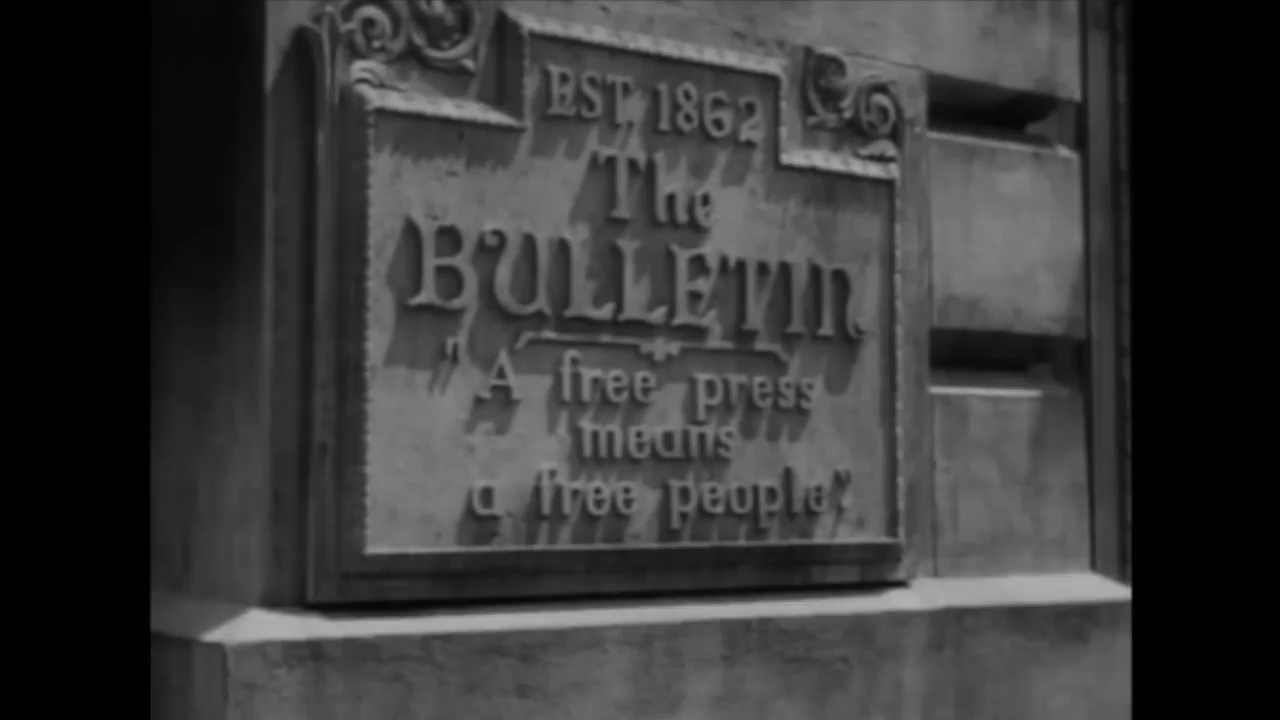 EST. 1862
The
BULLETIN
"A free press
means
a free people"